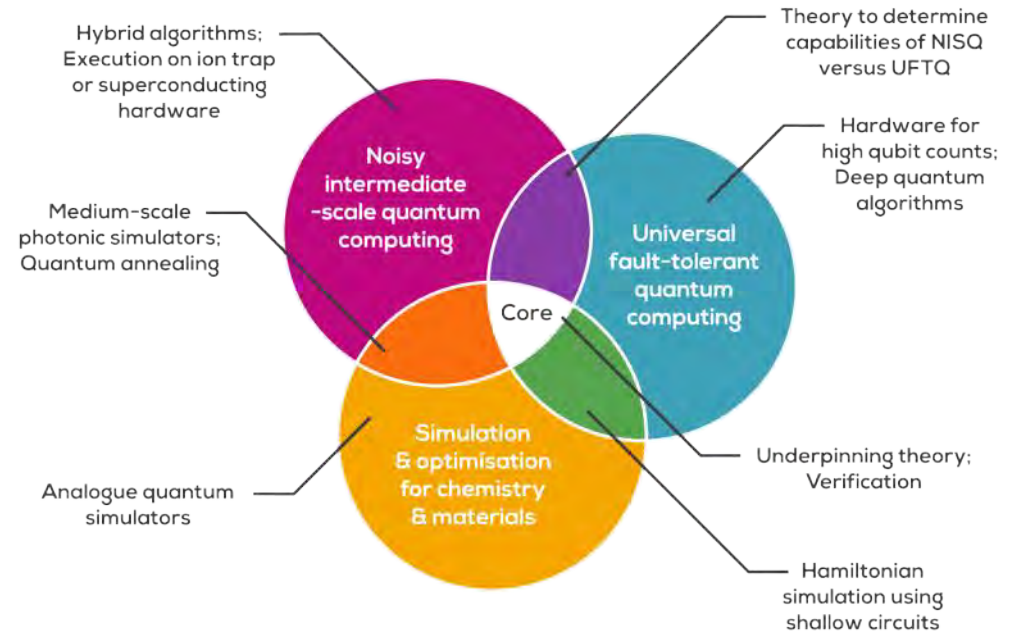 Hybrid algorithms;
Execution on ion trap
or superconducting
hardware
Theory to determine
capabilities of NISQ
versus UFTQ
Hardware for
high qubit counts;
Deep quantum
algorithms
Noisy
intermediate
-scale quantum
computing
Medium-scale
photonic simulators;
Quantum annealing
Universal
fault-tolerant
quantum
computing
Core
Simulation
& optimisation
for chemistry
& materials
Analogue quantum
simulators
Underpinning theory;
Verification
Hamiltonian
simulation using
shallow circuits